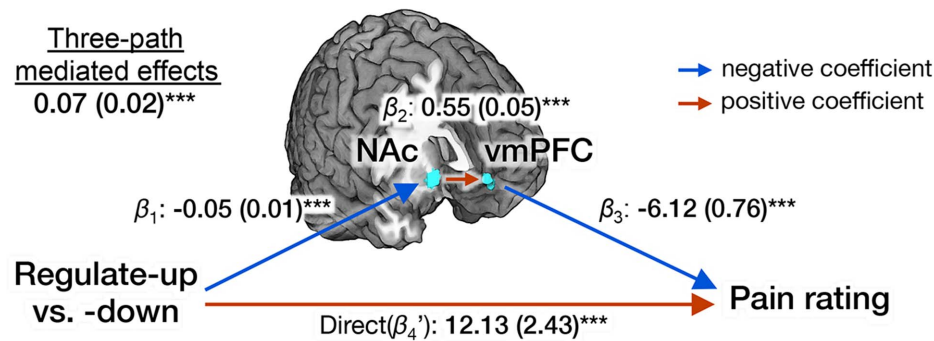 Three-path
mediated effects
0.07 (0.02)***
negative coefficient
positive coefficient
β2: 0.55 (0.05)***
NAc
vmPFC
β1: -0.05 (0.01)***
β3: -6.12 (0.76)***
Regulate-up
vs. -down
Pain rating
Direct(β4'): 12.13 (2.43)***